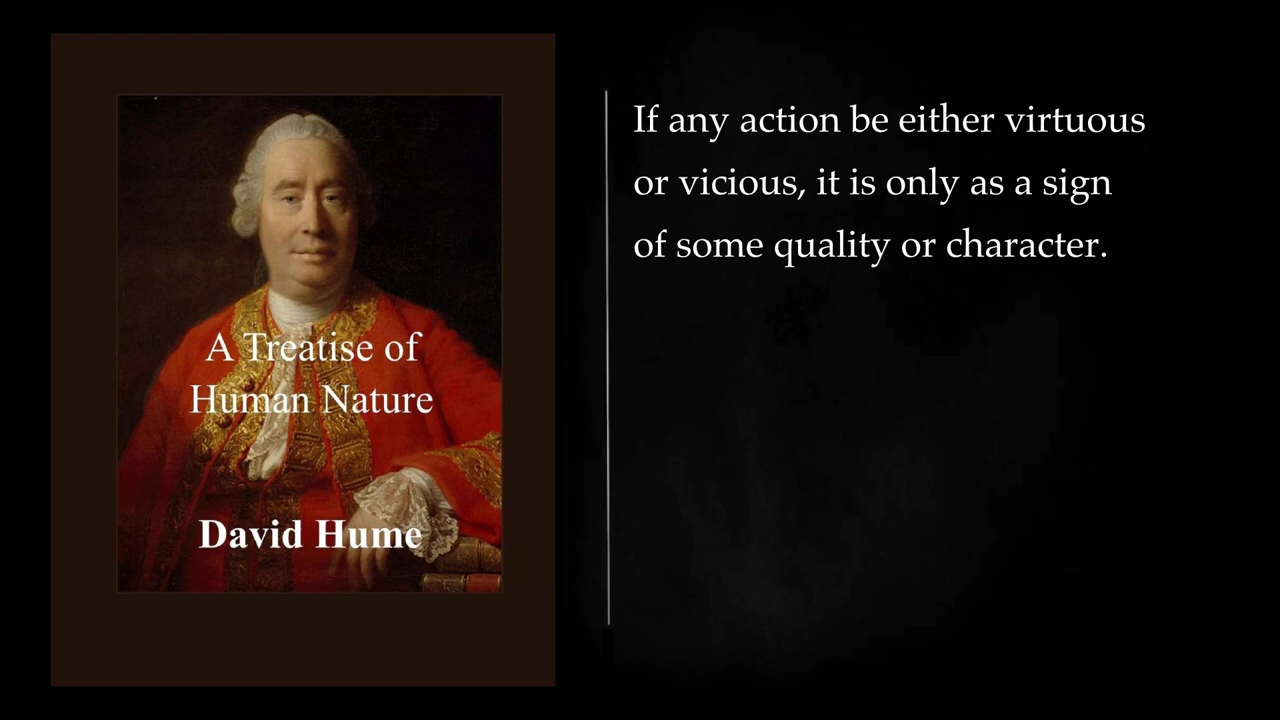 A Treatise of
Human Nature
David Hume
If any action be either virtuous
or vicious, it is only as a sign
of some quality or character.